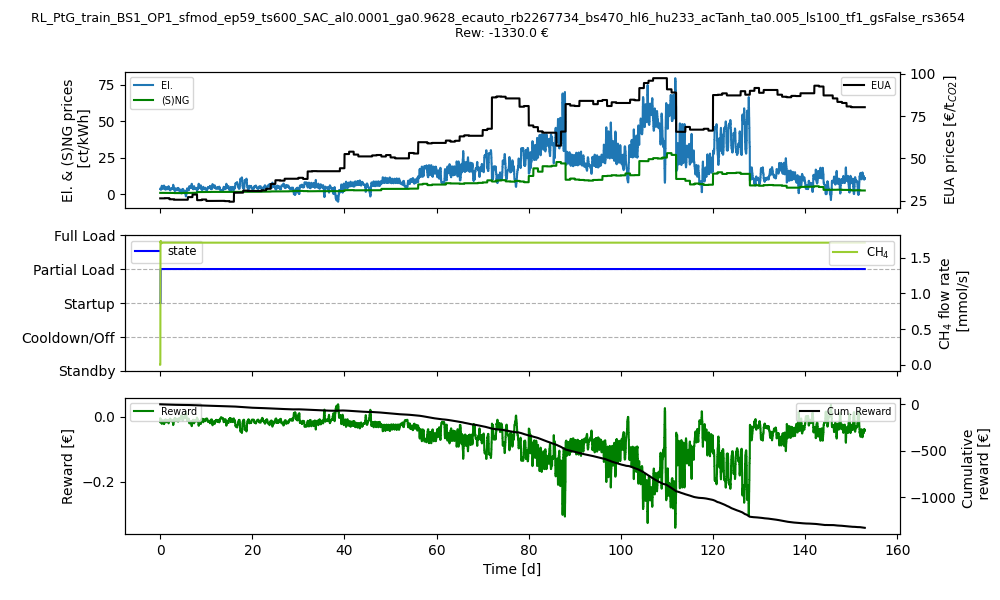 RL_PtG_train_BS1_OP1_sfmod_ep59_ts600_SAC_al0.0001_ga0.9628_ecauto_rb2267734_bs470_hl6_hu233_acTanh_ta0.005_ls100_tf1_gsFalse_rs3654
Rew: -1330.0 €
El. & (S)NG prices
[ct/kWh]
75
50
25
0
El.
(S)NG
EUA
100
75
50
25
EUA prices [€/t_CO2]
Full Load
Partial Load
Startup
Cooldown/Off
Standby
state
CH4
1.5
1.0
0.5
0.0
CH4 flow rate
[mmol/s]
Reward [€]
0.0
−0.2
Reward
Cum. Reward
0
−500
−1000
Cumulative
reward [€]
0 20 40 60 80 100 120 140 160
Time [d]